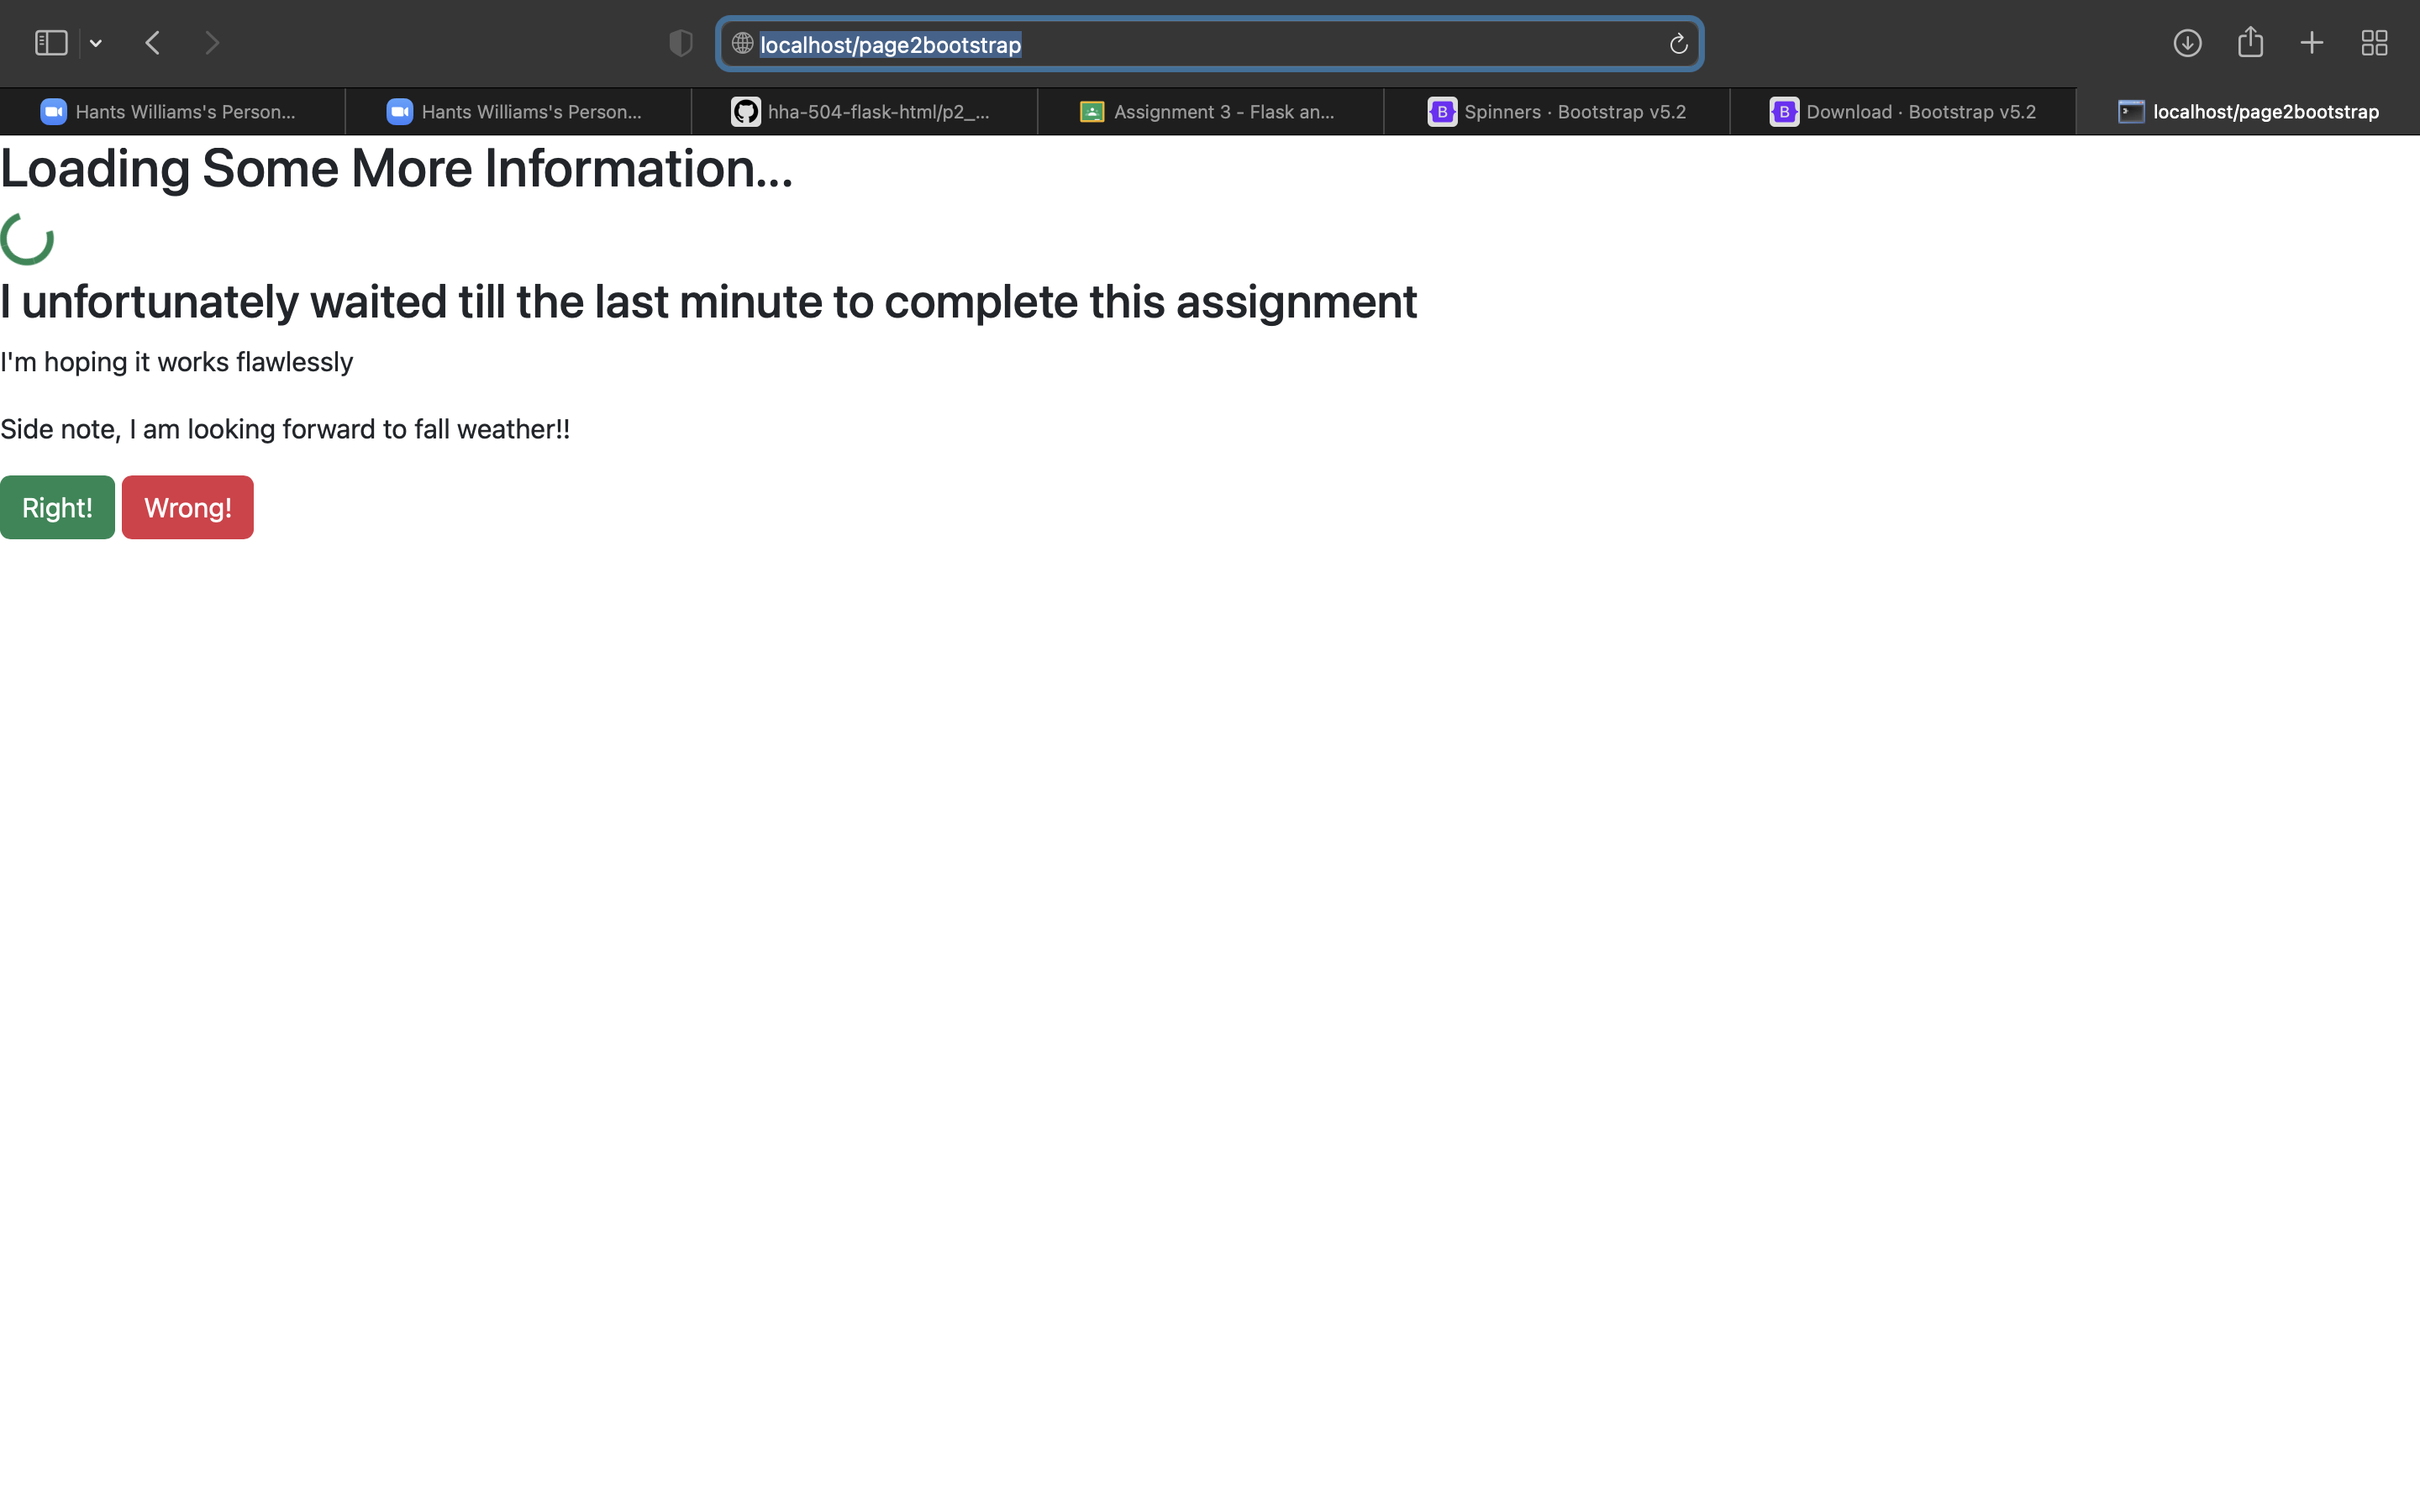 localhost/page2bootstrap
Hants Williams's Person...
Hants Williams's Person...
hha-504-flask-html/p2_...
Assignment 3 - Flask an...
B Spinners · Bootstrap v5.2
B Download · Bootstrap v5.2
localhost/page2bootstrap
Loading Some More Information...
I unfortunately waited till the last minute to complete this assignment
I'm hoping it works flawlessly
Side note, I am looking forward to fall weather!!
Right!
Wrong!